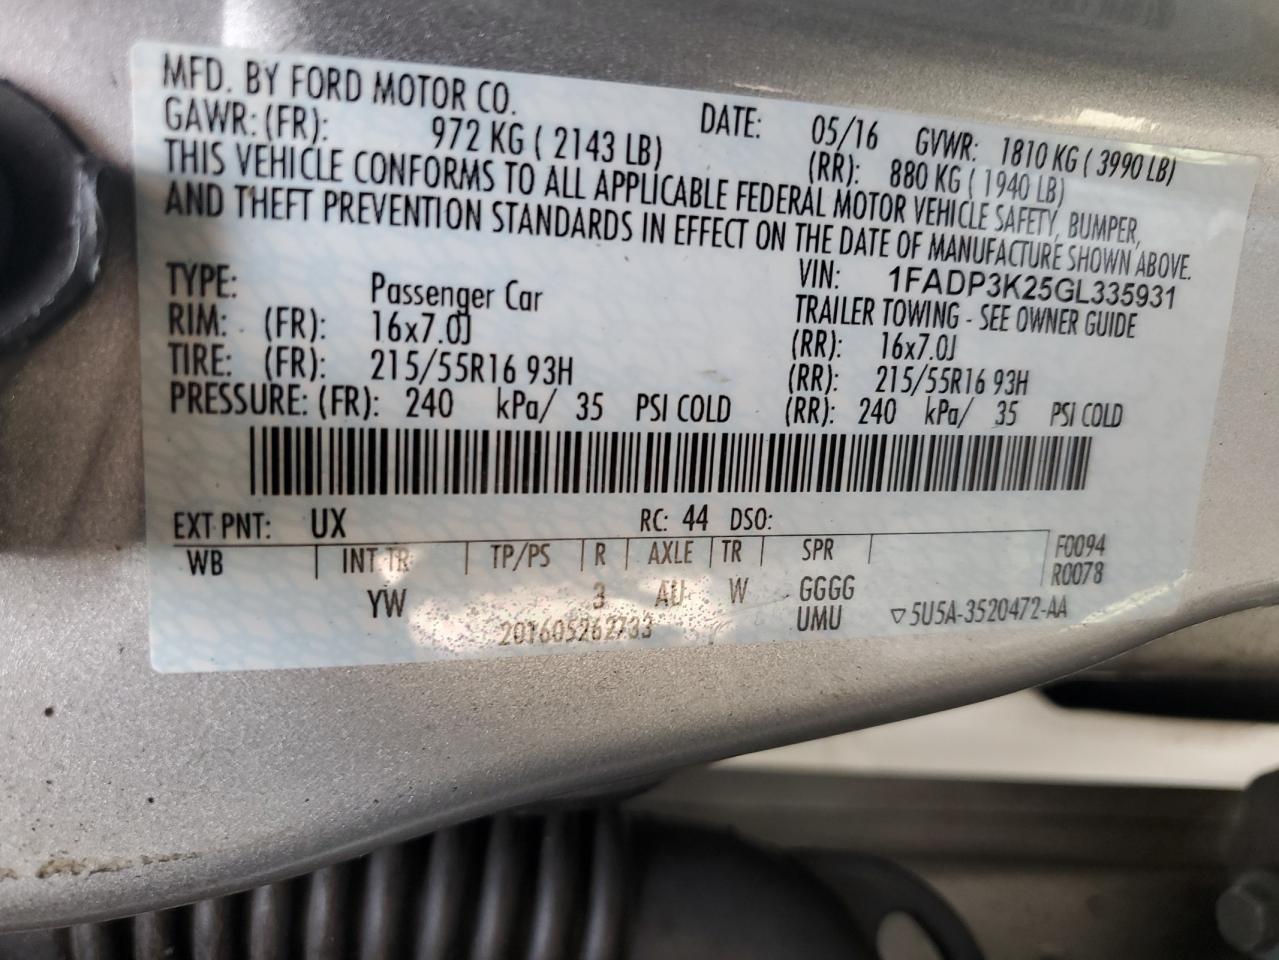 MFD. BY FORD MOTOR CO.
DATE: 05/16 GVWR: 1810 KG ( 3990 LB)
GAWR: (FR): 972 KG ( 2143 LB) (RR): 880 KG ( 1940 LB)
THIS VEHICLE CONFORMS TO ALL APPLICABLE FEDERAL MOTOR VEHICLE SAFETY, BUMPER,
AND THEFT PREVENTION STANDARDS IN EFFECT ON THE DATE OF MANUFACTURE SHOWN ABOVE.
VIN: 1FADP3K25GL335931
TYPE: Passenger Car TRAILER TOWING - SEE OWNER GUIDE
RIM: (FR): 16x7.0J (RR): 16x7.0J
TIRE: (FR): 215/55R16 93H (RR): 215/55R16 93H
PRESSURE: (FR): 240 kPa/ 35 PSI COLD (RR): 240 kPa/ 35 PSI COLD
EXT PNT: UX RC: 44 DSO:
WB INT TR TP/PS R AXLE TR SPR F0094
R0078
YW 3 AU W GGGG
201605262733 UMU ▽5U5A-3520472-AA